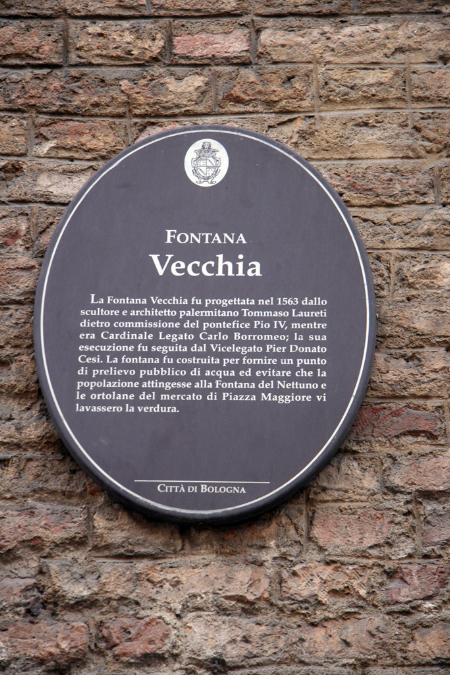 FONTANA
Vecchia
La Fontana Vecchia fu progettata nel 1563 dallo
scultore e architetto palermitano Tommaso Laureti
dietro commissione del pontefice Pio IV, mentre
era Cardinale Legato Carlo Borromeo; la sua
esecuzione fu seguita dal Vicelegato Pier Donato
Cesi. La fontana fu costruita per fornire un punto
di prelievo pubblico di acqua ed evitare che la
popolazione attingesse alla Fontana del Nettuno e
le ortolane del mercato di Piazza Maggiore vi
lavassero la verdura.
CITTÀ DI BOLOGNA